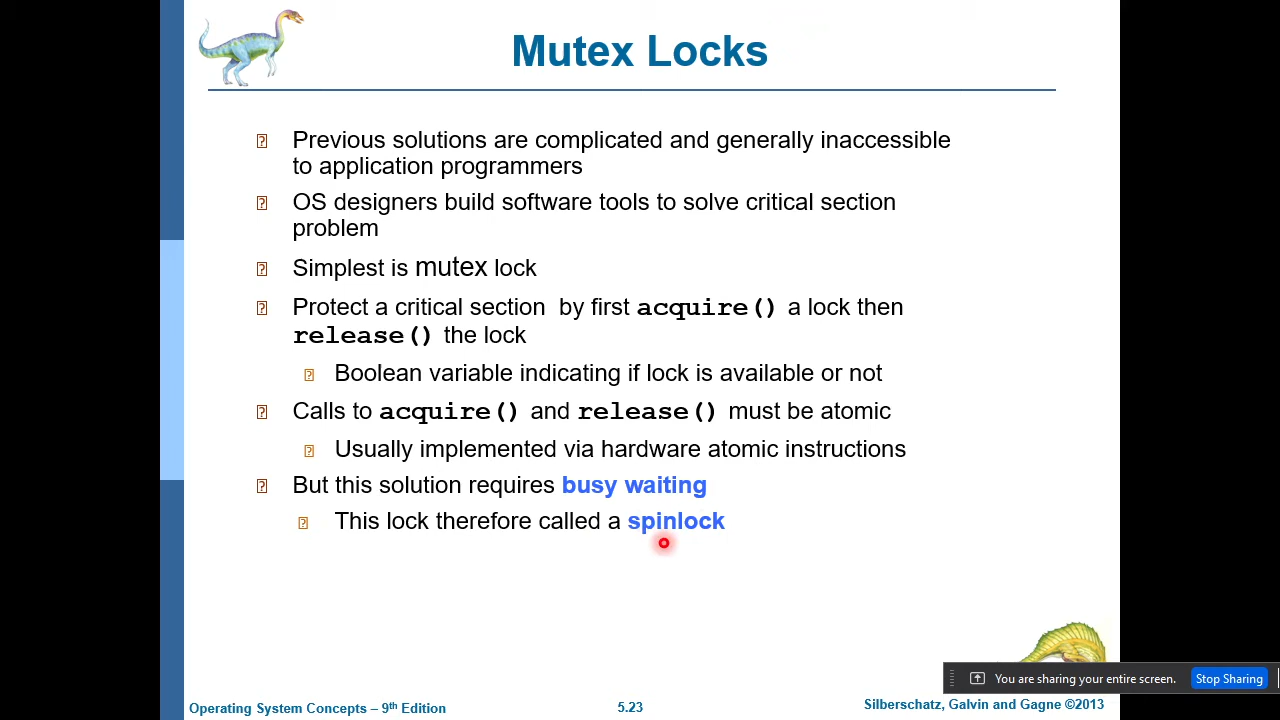 Mutex Locks
Previous solutions are complicated and generally inaccessible
to application programmers
OS designers build software tools to solve critical section
problem
Simplest is mutex lock
Protect a critical section  by first acquire() a lock then
release() the lock
Boolean variable indicating if lock is available or not
Calls to acquire() and release() must be atomic
Usually implemented via hardware atomic instructions
But this solution requires busy waiting
This lock therefore called a spinlock
You are sharing your entire screen. Stop Sharing
Operating System Concepts – 9th Edition 5.23 Silberschatz, Galvin and Gagne ©2013